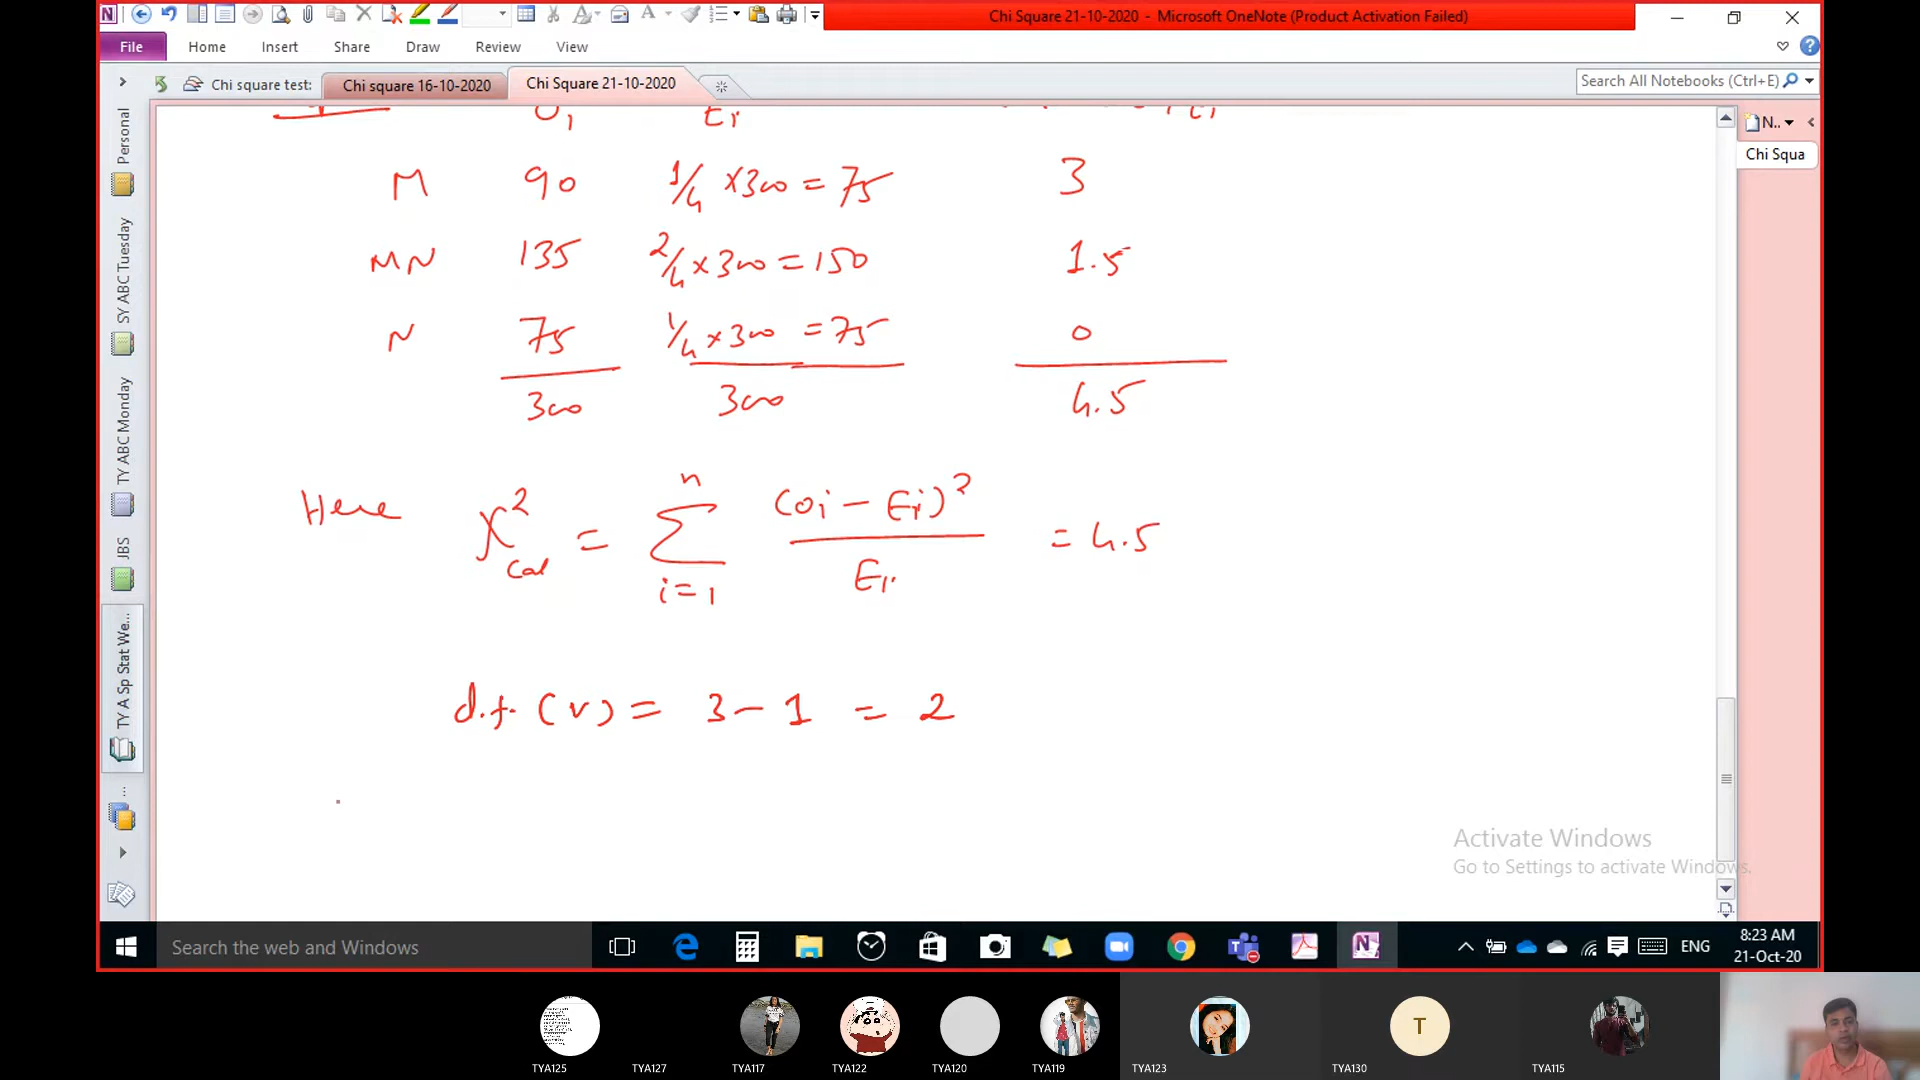 Chi Square 21-10-2020 - Microsoft OneNote (Product Activation Failed)
File Home Insert Share Draw Review View
Chi square test: Chi square 16-10-2020 Chi Square 21-10-2020
Search All Notebooks (Ctrl+E)
N..
Chi Squa
Personal
SY ABC Tuesday
TY ABC Monday
JBS
TY A Sp Stat We...
Oi Ei
M 90 1/4 × 300 = 75 3
MN 135 2/4 × 300 = 150 1.5
N 75 1/4 × 300 = 75 0
300 300 4.5
Here χ²cal = Σ (i=1 to n) (Oi − Ei)² / Ei = 4.5
d.f. (v) = 3 − 1 = 2
Activate Windows
Go to Settings to activate Windows.
Search the web and Windows
ENG
8:23 AM
21-Oct-20
T
TYA125 TYA127 TYA117 TYA122 TYA120 TYA119 TYA123 TYA130 TYA115